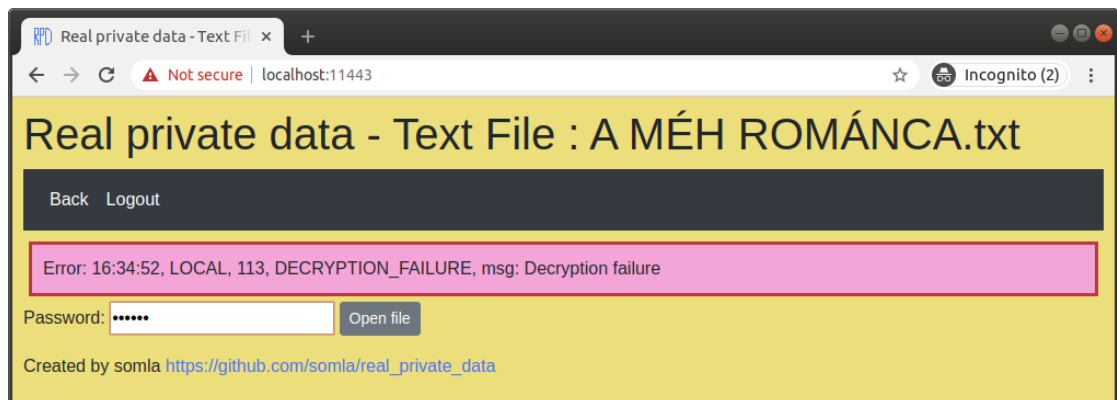 RPD Real private data - Text Fil
Not secure localhost:11443 Incognito (2)
Real private data - Text File : A MÉH ROMÁNCA.txt
Back Logout
Error: 16:34:52, LOCAL, 113, DECRYPTION_FAILURE, msg: Decryption failure
Password: •••••• Open file
Created by somla https://github.com/somla/real_private_data